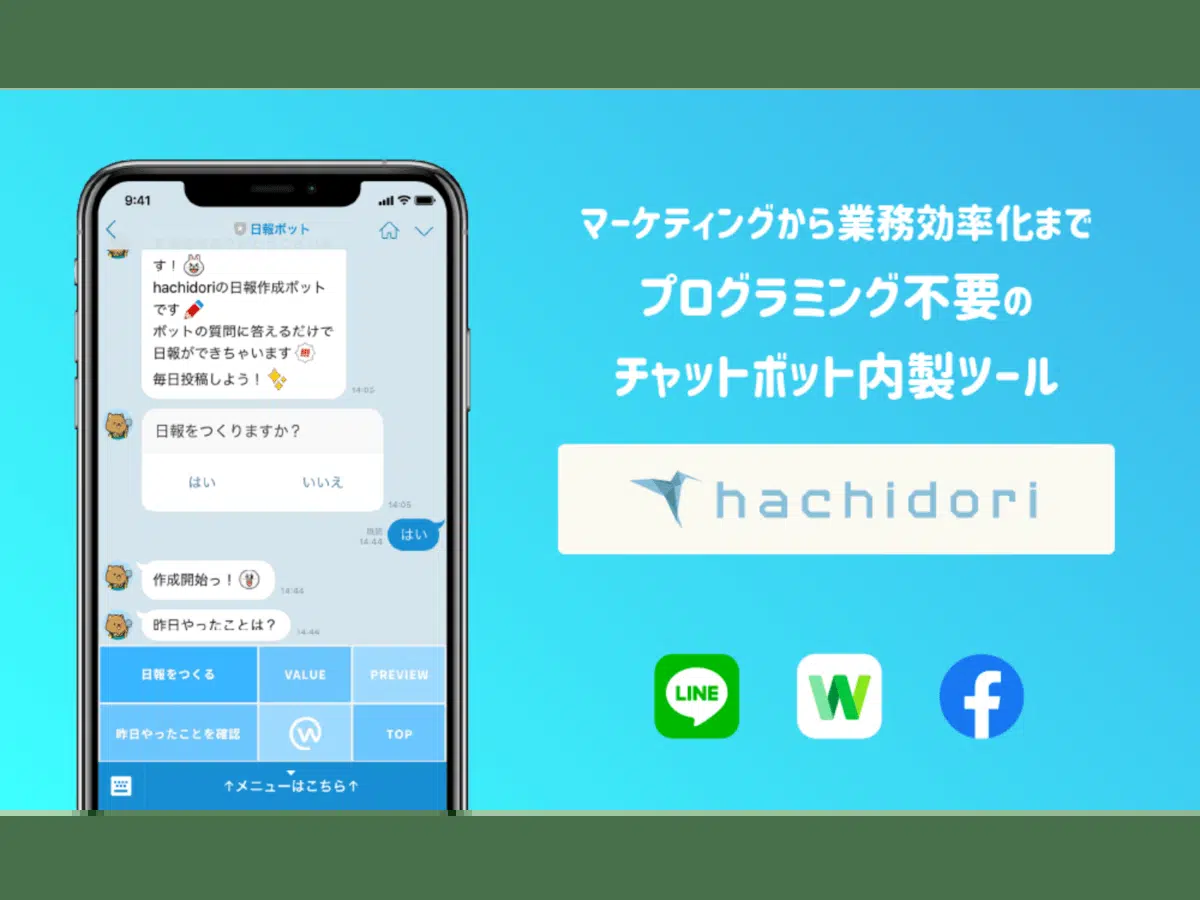 9:41
日報ボット
す！
hachidoriの日報作成ボット
です
ボットの質問に答えるだけで
日報ができちゃいます
毎日投稿しよう！
14:05
日報をつくりますか？
はい
いいえ
14:05
既読
14:44
はい
作成開始っ！
14:44
昨日やったことは？
14:44
日報をつくる
VALUE
PREVIEW
昨日やったことを確認
TOP
↑メニューはこちら↑
マーケティングから業務効率化まで
プログラミング不要の
チャットボット内製ツール
hachidori
LINE